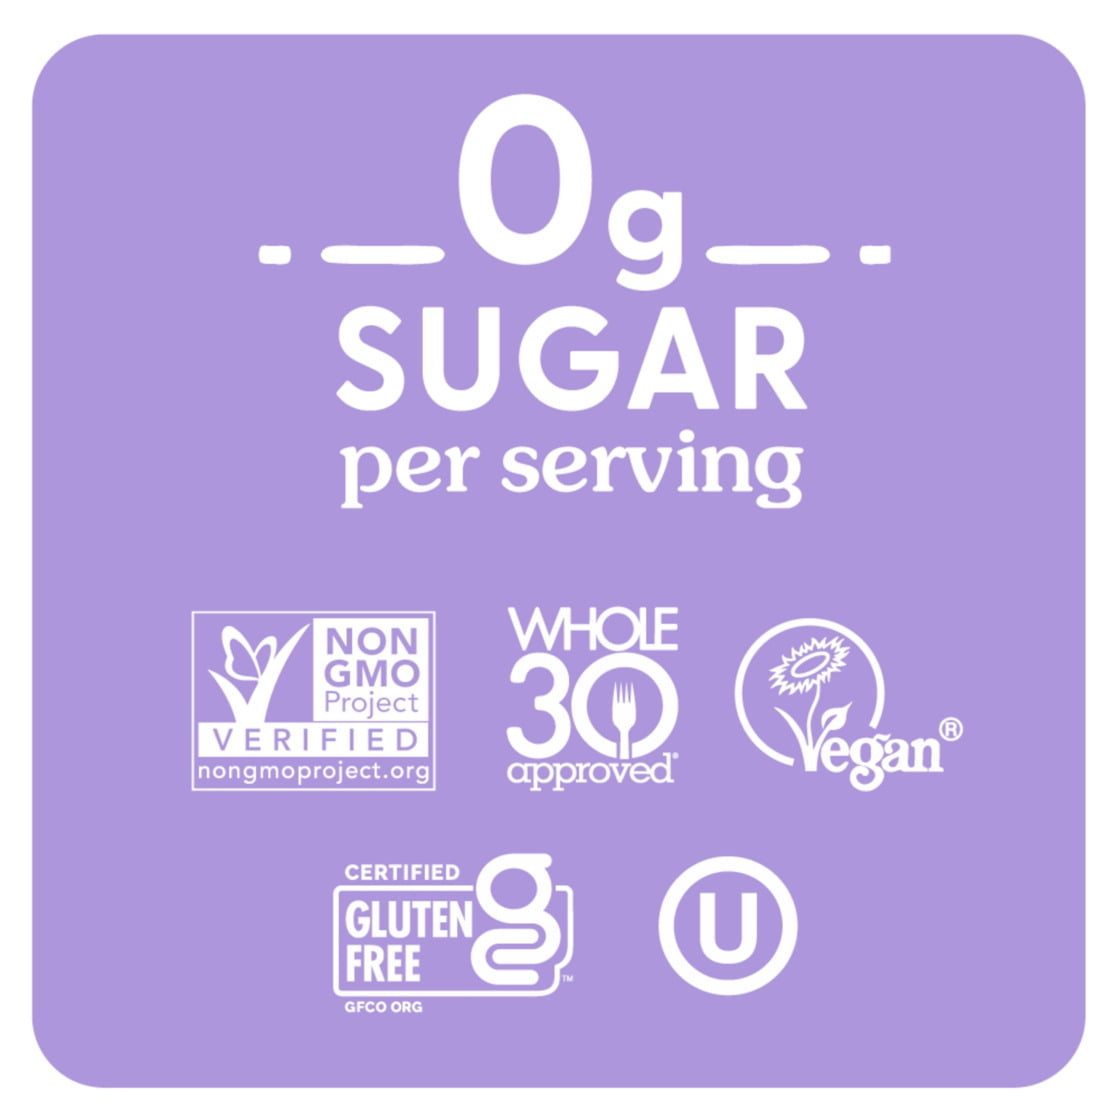 0g
SUGAR
per serving
NON
GMO
Project
VERIFIED
nongmoproject.org
WHOLE
30
approved®
Vegan®
CERTIFIED
GLUTEN
FREE
g
™
GFCO ORG
U